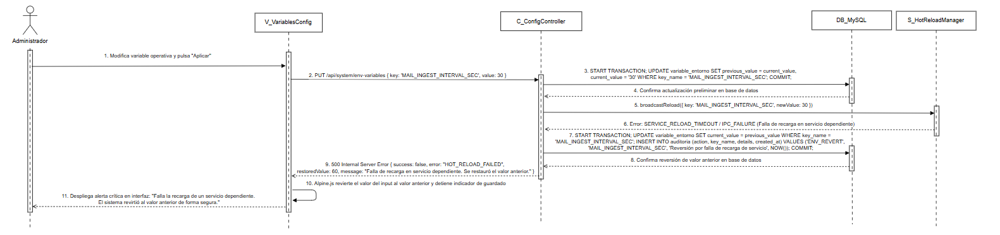 Administrador
V_VariablesConfig
C_ConfigController
DB_MySQL
S_HotReloadManager
1. Modifica variable operativa y pulsa "Aplicar"
2. PUT /api/system/env-variables { key: 'MAIL_INGEST_INTERVAL_SEC', value: 30 }
3. START TRANSACTION; UPDATE variable_entorno SET previous_value = current_value,
current_value = '30' WHERE key_name = 'MAIL_INGEST_INTERVAL_SEC'; COMMIT;
4. Confirma actualización preliminar en base de datos
5. broadcastReload({ key: 'MAIL_INGEST_INTERVAL_SEC', newValue: 30 })
6. Error: SERVICE_RELOAD_TIMEOUT / IPC_FAILURE (Falla de recarga en servicio dependiente)
7. START TRANSACTION; UPDATE variable_entorno SET current_value = previous_value WHERE key_name =
'MAIL_INGEST_INTERVAL_SEC'; INSERT INTO auditoria (action, key_name, details, created_at) VALUES ('ENV_REVERT',
'MAIL_INGEST_INTERVAL_SEC', 'Reversión por falla de recarga de servicio', NOW()); COMMIT;
8. Confirma reversión de valor anterior en base de datos
9. 500 Internal Server Error { success: false, error: "HOT_RELOAD_FAILED",
restoredValue: 60, message: "Falla de recarga en servicio dependiente. Se restauró el valor anterior." }
10. Alpine.js revierte el valor del input al valor anterior y detiene indicador de guardado
11. Despliega alerta crítica en interfaz: "Falla la recarga de un servicio dependiente.
El sistema revirtió al valor anterior de forma segura."